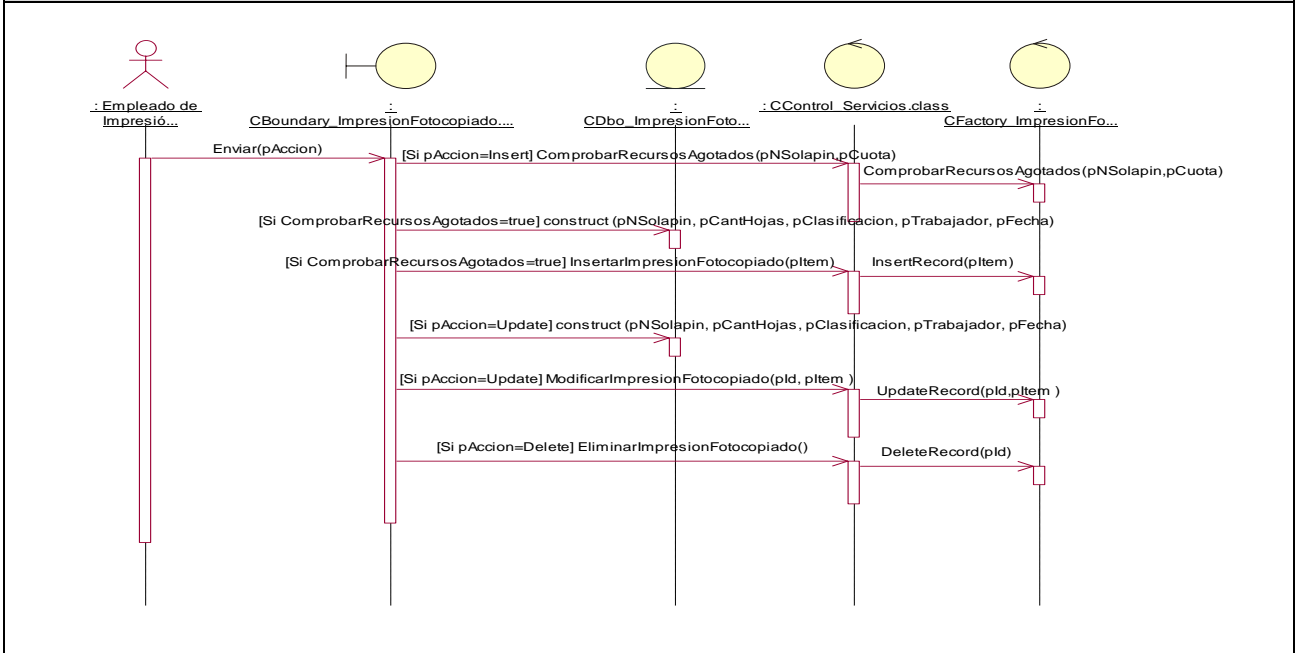 : Empleado de
Impresió...
:
CBoundary_ImpresionFotocopiado....
:
CDbo_ImpresionFoto...
: CControl_Servicios.class
:
CFactory_ImpresionFo...
Enviar(pAccion)
[Si pAccion=Insert] ComprobarRecursosAgotados(pNSolapin,pCuota)
ComprobarRecursosAgotados(pNSolapin,pCuota)
[Si ComprobarRecursosAgotados=true] construct (pNSolapin, pCantHojas, pClasificacion, pTrabajador, pFecha)
[Si ComprobarRecursosAgotados=true] InsertarImpresionFotocopiado(pItem)
InsertRecord(pItem)
[Si pAccion=Update] construct (pNSolapin, pCantHojas, pClasificacion, pTrabajador, pFecha)
[Si pAccion=Update] ModificarImpresionFotocopiado(pId, pItem )
UpdateRecord(pId,pItem )
[Si pAccion=Delete] EliminarImpresionFotocopiado()
DeleteRecord(pId)